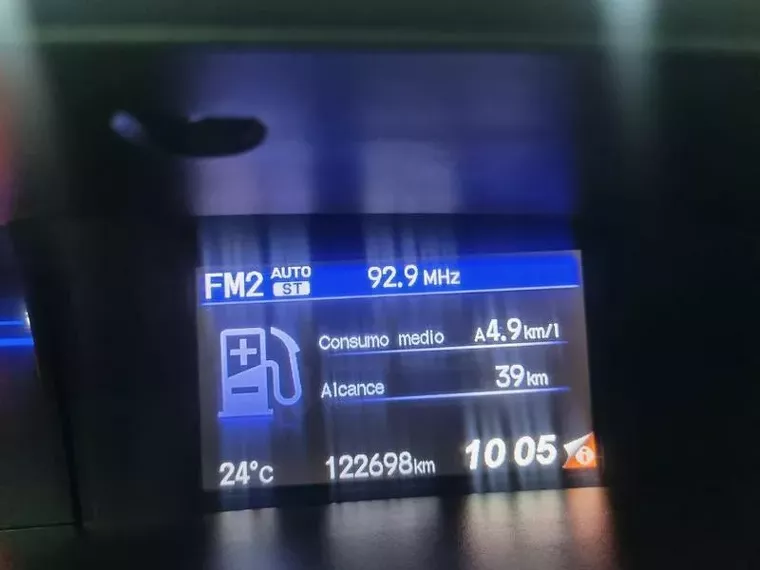 FM2 AUTO ST 92.9 MHz
Consumo medio A4.9km/l
Alcance 39km
24°C 122698km 10 05 i